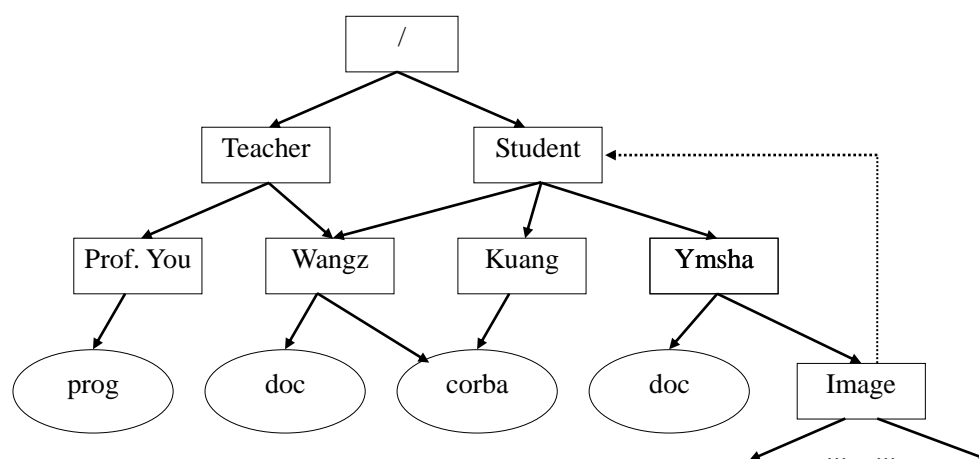 /
Teacher
Student
Prof. You
Wangz
Kuang
Ymsha
prog
doc
corba
doc
Image
... ...